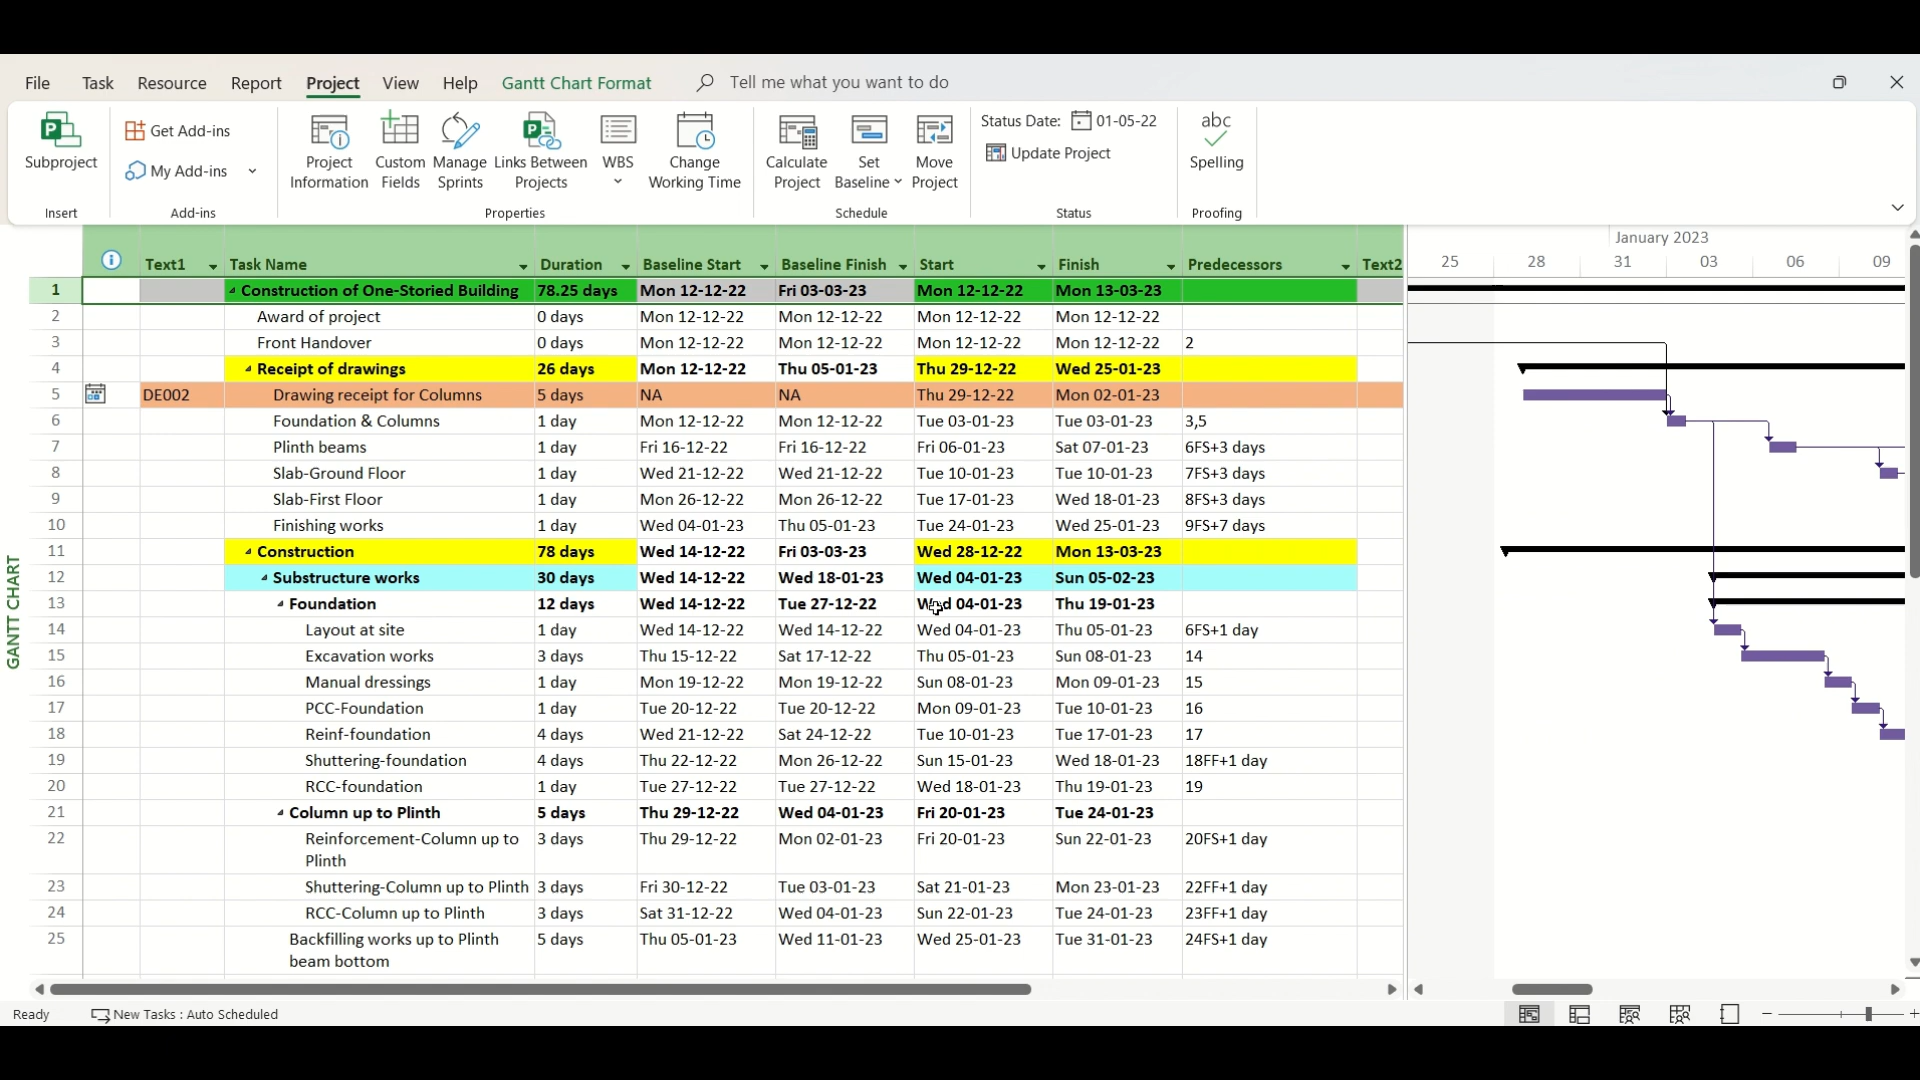 File Task Resource Report Project View Help Gantt Chart Format Tell me what you want to do
Subproject
Get Add-ins
My Add-ins
Project Information
Custom Fields
Manage Sprints
Links Between Projects
WBS
Change Working Time
Calculate Project
Set Baseline
Move Project
Status Date: 01-05-22
Update Project
abc
Spelling
Insert Add-ins Properties Schedule Status Proofing
January 2023
Text1 Task Name Duration Baseline Start Baseline Finish Start Finish Predecessors Text2 25 28 31 03 06 09
1 Construction of One-Storied Building 78.25 days Mon 12-12-22 Fri 03-03-23 Mon 12-12-22 Mon 13-03-23
2 Award of project 0 days Mon 12-12-22 Mon 12-12-22 Mon 12-12-22 Mon 12-12-22
3 Front Handover 0 days Mon 12-12-22 Mon 12-12-22 Mon 12-12-22 Mon 12-12-22 2
4 Receipt of drawings 26 days Mon 12-12-22 Thu 05-01-23 Thu 29-12-22 Wed 25-01-23
5 DE002 Drawing receipt for Columns 5 days NA NA Thu 29-12-22 Mon 02-01-23
6 Foundation & Columns 1 day Mon 12-12-22 Mon 12-12-22 Tue 03-01-23 Tue 03-01-23 3,5
7 Plinth beams 1 day Fri 16-12-22 Fri 16-12-22 Fri 06-01-23 Sat 07-01-23 6FS+3 days
8 Slab-Ground Floor 1 day Wed 21-12-22 Wed 21-12-22 Tue 10-01-23 Tue 10-01-23 7FS+3 days
9 Slab-First Floor 1 day Mon 26-12-22 Mon 26-12-22 Tue 17-01-23 Wed 18-01-23 8FS+3 days
10 Finishing works 1 day Wed 04-01-23 Thu 05-01-23 Tue 24-01-23 Wed 25-01-23 9FS+7 days
11 Construction 78 days Wed 14-12-22 Fri 03-03-23 Wed 28-12-22 Mon 13-03-23
12 Substructure works 30 days Wed 14-12-22 Wed 18-01-23 Wed 04-01-23 Sun 05-02-23
13 Foundation 12 days Wed 14-12-22 Tue 27-12-22 Wed 04-01-23 Thu 19-01-23
14 Layout at site 1 day Wed 14-12-22 Wed 14-12-22 Wed 04-01-23 Thu 05-01-23 6FS+1 day
15 Excavation works 3 days Thu 15-12-22 Sat 17-12-22 Thu 05-01-23 Sun 08-01-23 14
16 Manual dressings 1 day Mon 19-12-22 Mon 19-12-22 Sun 08-01-23 Mon 09-01-23 15
17 PCC-Foundation 1 day Tue 20-12-22 Tue 20-12-22 Mon 09-01-23 Tue 10-01-23 16
18 Reinf-foundation 4 days Wed 21-12-22 Sat 24-12-22 Tue 10-01-23 Tue 17-01-23 17
19 Shuttering-foundation 4 days Thu 22-12-22 Mon 26-12-22 Sun 15-01-23 Wed 18-01-23 18FF+1 day
20 RCC-foundation 1 day Tue 27-12-22 Tue 27-12-22 Wed 18-01-23 Thu 19-01-23 19
21 Column up to Plinth 5 days Thu 29-12-22 Wed 04-01-23 Fri 20-01-23 Tue 24-01-23
22 Reinforcement-Column up to 3 days Thu 29-12-22 Mon 02-01-23 Fri 20-01-23 Sun 22-01-23 20FS+1 day
Plinth
23 Shuttering-Column up to Plinth 3 days Fri 30-12-22 Tue 03-01-23 Sat 21-01-23 Mon 23-01-23 22FF+1 day
24 RCC-Column up to Plinth 3 days Sat 31-12-22 Wed 04-01-23 Sun 22-01-23 Tue 24-01-23 23FF+1 day
25 Backfilling works up to Plinth 5 days Thu 05-01-23 Wed 11-01-23 Wed 25-01-23 Tue 31-01-23 24FS+1 day
beam bottom
GANTT CHART
Ready New Tasks : Auto Scheduled